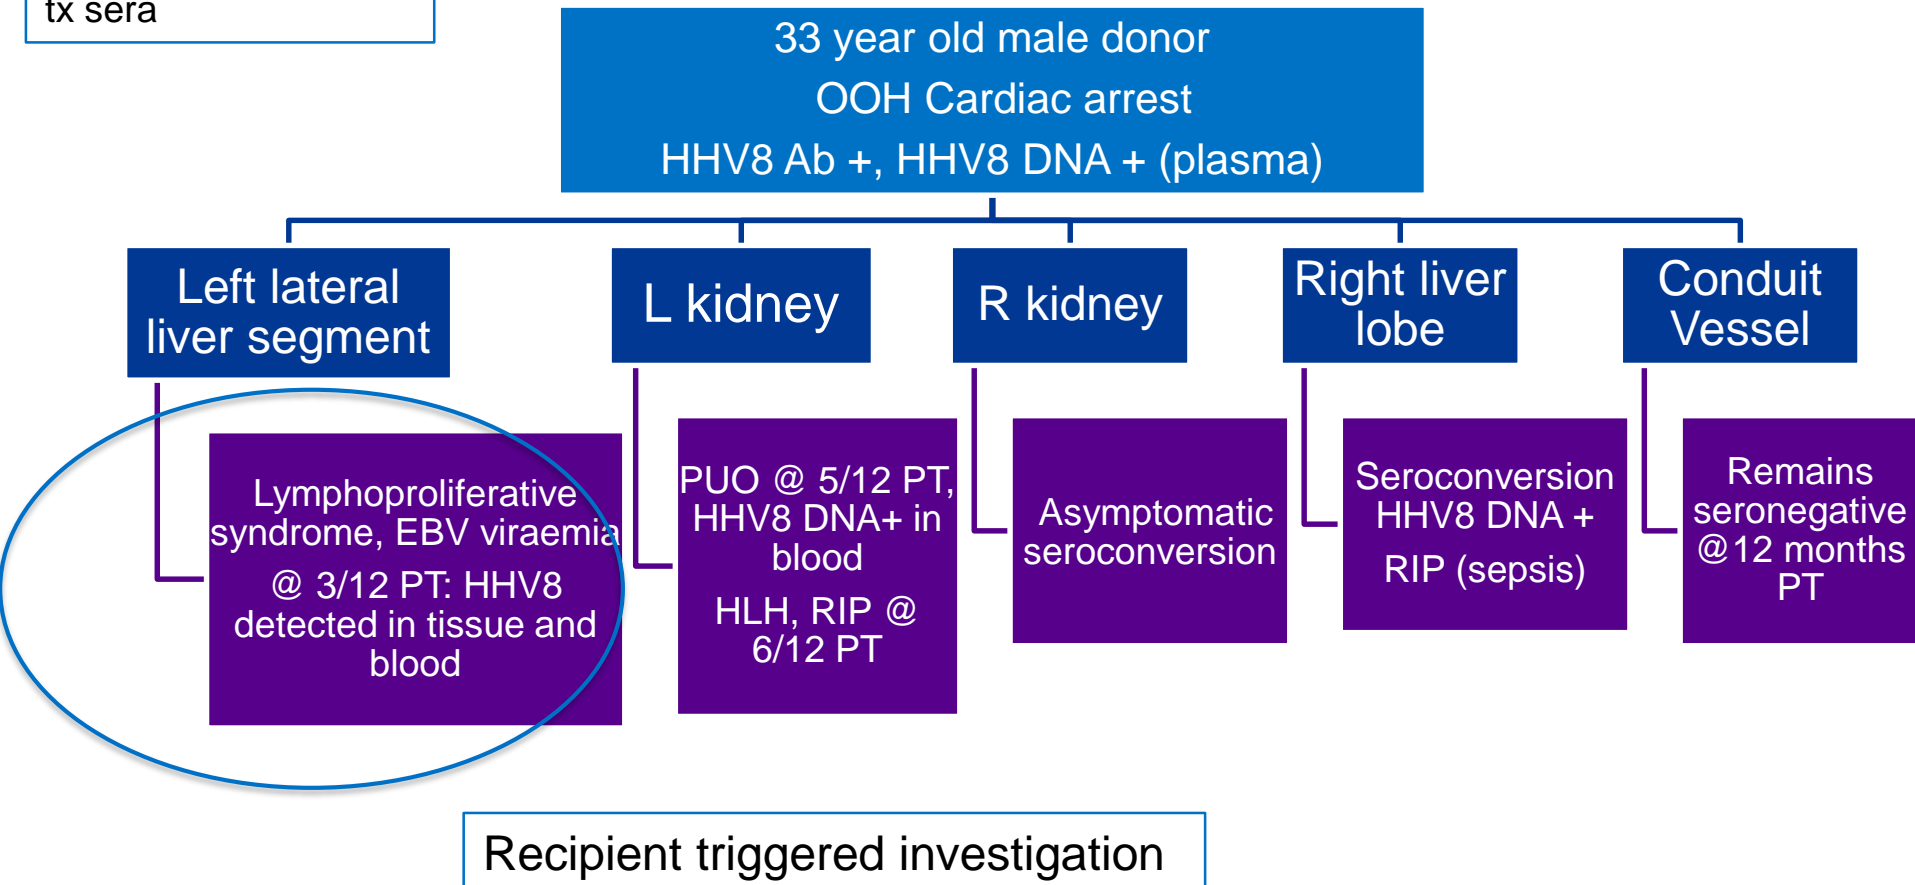 tx sera
33 year old male donor
OOH Cardiac arrest
HHV8 Ab +, HHV8 DNA + (plasma)
Left lateral
liver segment
L kidney
R kidney
Right liver
lobe
Conduit
Vessel
Lymphoproliferative
syndrome, EBV viraemia
@ 3/12 PT: HHV8
detected in tissue and
blood
PUO @ 5/12 PT,
HHV8 DNA+ in
blood
HLH, RIP @
6/12 PT
Asymptomatic
seroconversion
Seroconversion
HHV8 DNA +
RIP (sepsis)
Remains
seronegative
@12 months
PT
Recipient triggered investigation